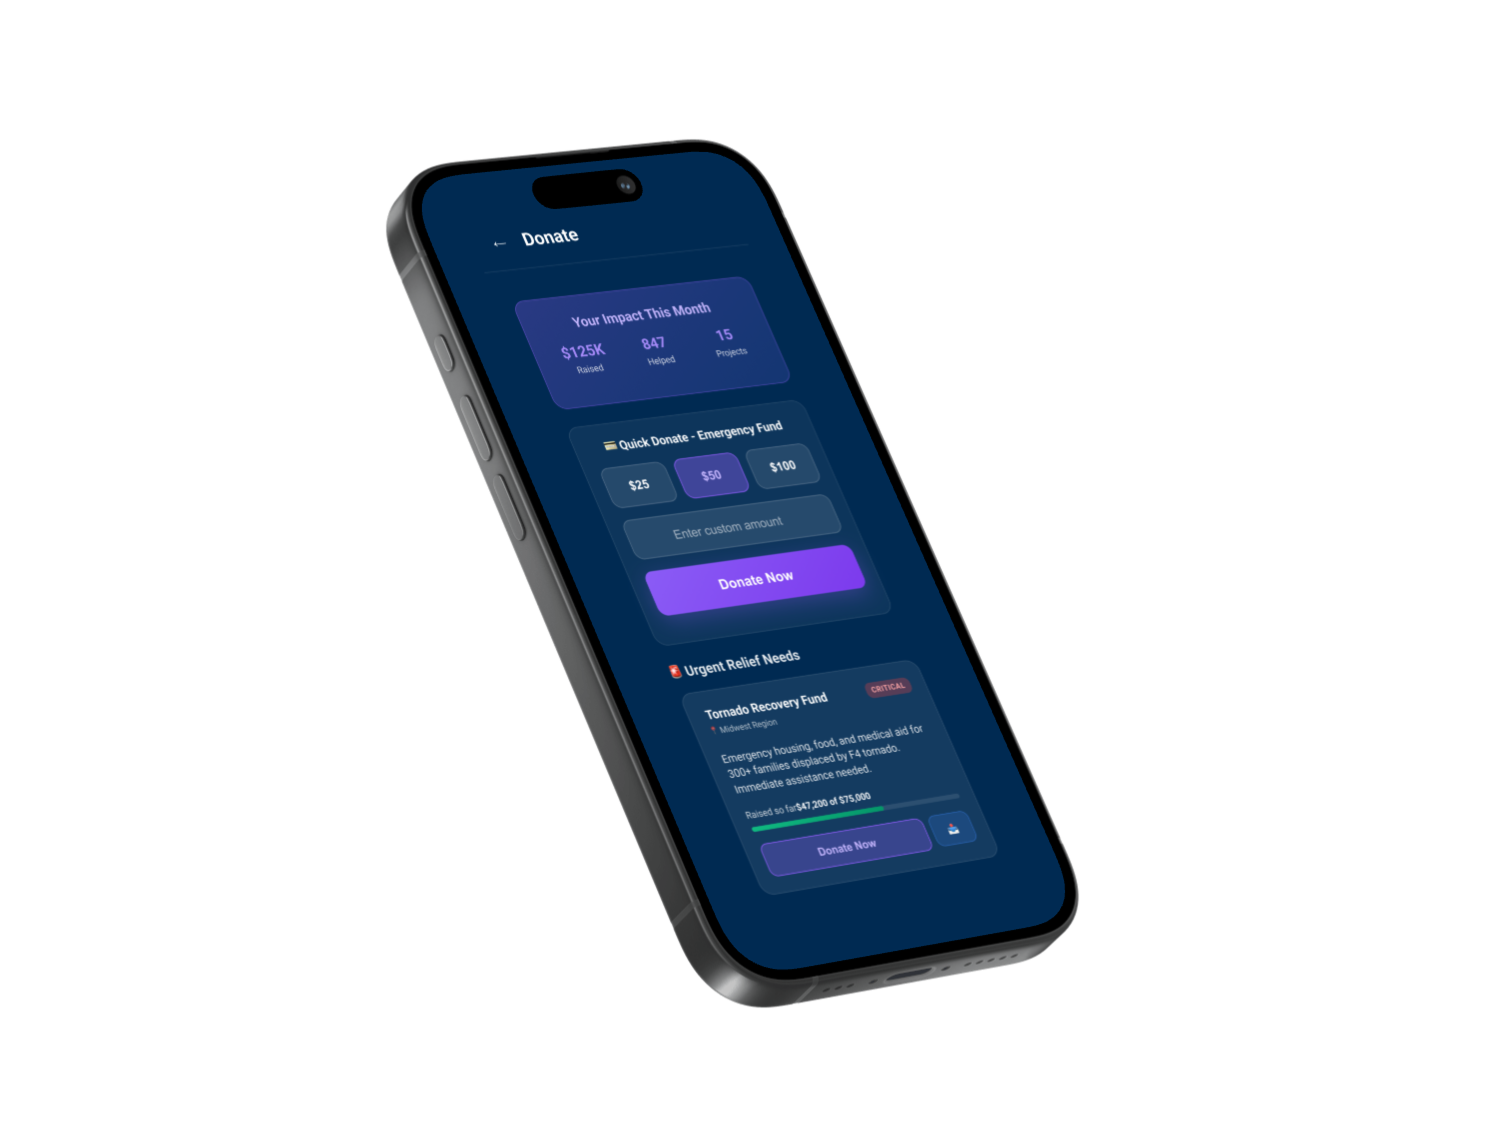 ← Donate
Your Impact This Month
$125K 847 15
Raised Helped Projects
💳 Quick Donate - Emergency Fund
$25 $50 $100
Enter custom amount
Donate Now
🚨 Urgent Relief Needs
Tornado Recovery Fund CRITICAL
📍 Midwest Region
Emergency housing, food, and medical aid for
300+ families displaced by F4 tornado.
Immediate assistance needed.
Raised so far$47,200 of $75,000
Donate Now